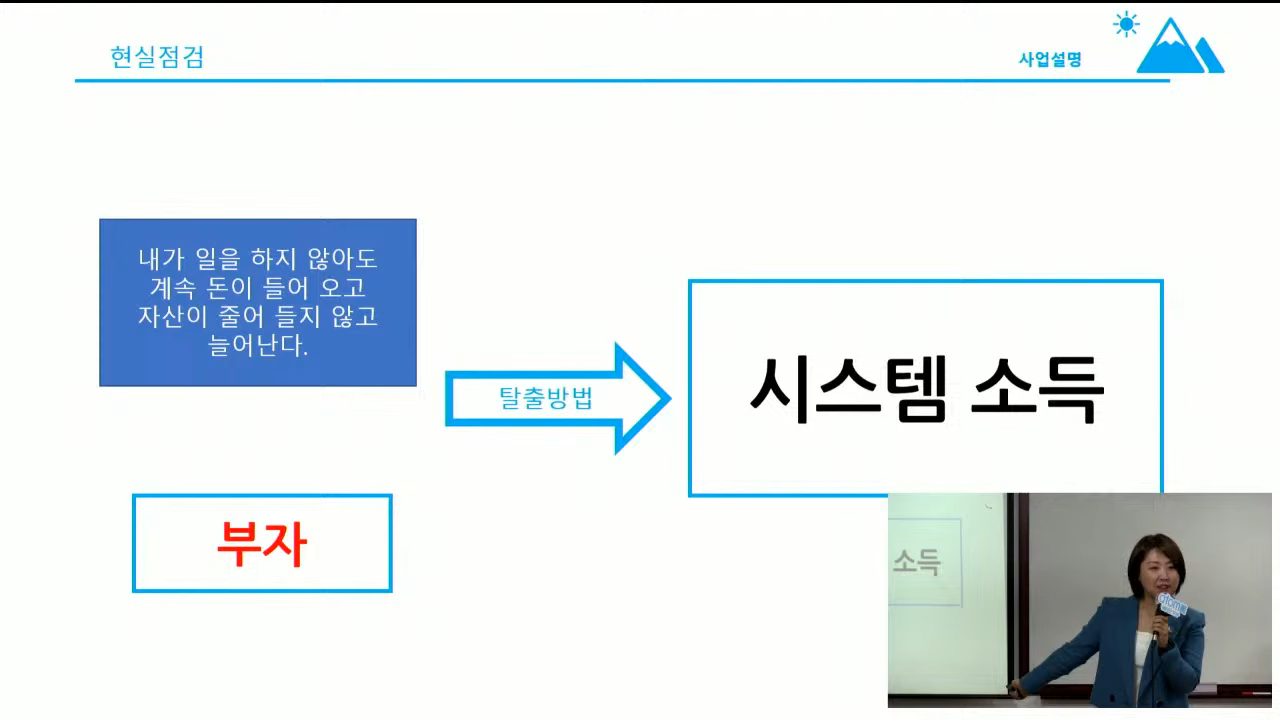 현실점검
사업설명
내가 일을 하지 않아도
계속 돈이 들어 오고
자산이 줄어 들지 않고
늘어난다.
탈출방법
시스템 소득
부자
소득